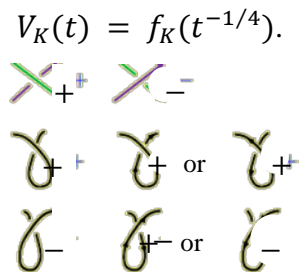 V_K(t) = f_K(t^{-1/4}).
+ + − −
+ + or +
− + − or −